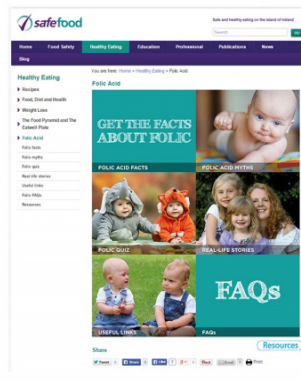 safefood
Safe and healthy eating on the island of Ireland
Search
Home Food Safety Healthy Eating Education Professional Publications News
Blog
Healthy Eating
You are here: Home > Healthy Eating > Folic Acid
Folic Acid
Recipes
Food, Diet and Health
Weight Loss
The Food Pyramid and The
Eatwell Plate
Folic Acid
Folic facts
Folic myths
Folic quiz
Real-life stories
Useful links
Folic FAQs
Resources
GET THE FACTS
ABOUT FOLIC
FOLIC ACID FACTS
FOLIC ACID MYTHS
FOLIC QUIZ
REAL-LIFE STORIES
FAQs
USEFUL LINKS
FAQs
Resources
Share
Tweet Share Like Email Print